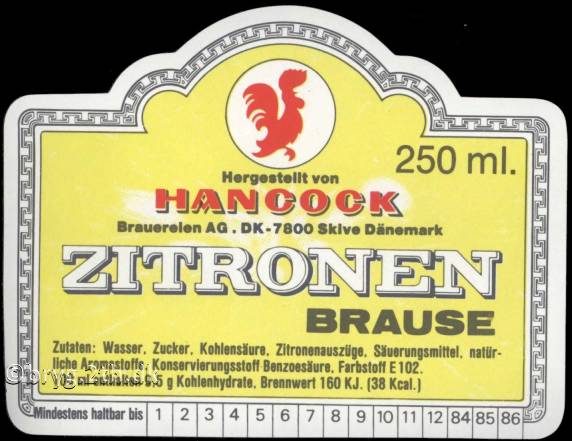 250 ml.
Hergestellt von
HANCOCK
Brauereien AG . DK-7800 Skive Dänemark
ZITRONEN
BRAUSE
Zutaten: Wasser, Zucker, Kohlensäure, Zitronenauszüge, Säuerungsmittel, natür-
liche Aromastoffe, Konservierungsstoff Benzoesäure, Farbstoff E 102.
g Kohlenhydrate, Brennwert 160 KJ. (38 Kcal.)
Mindestens haltbar bis 1 2 3 4 5 6 7 8 9 10 11 12 84 85 86